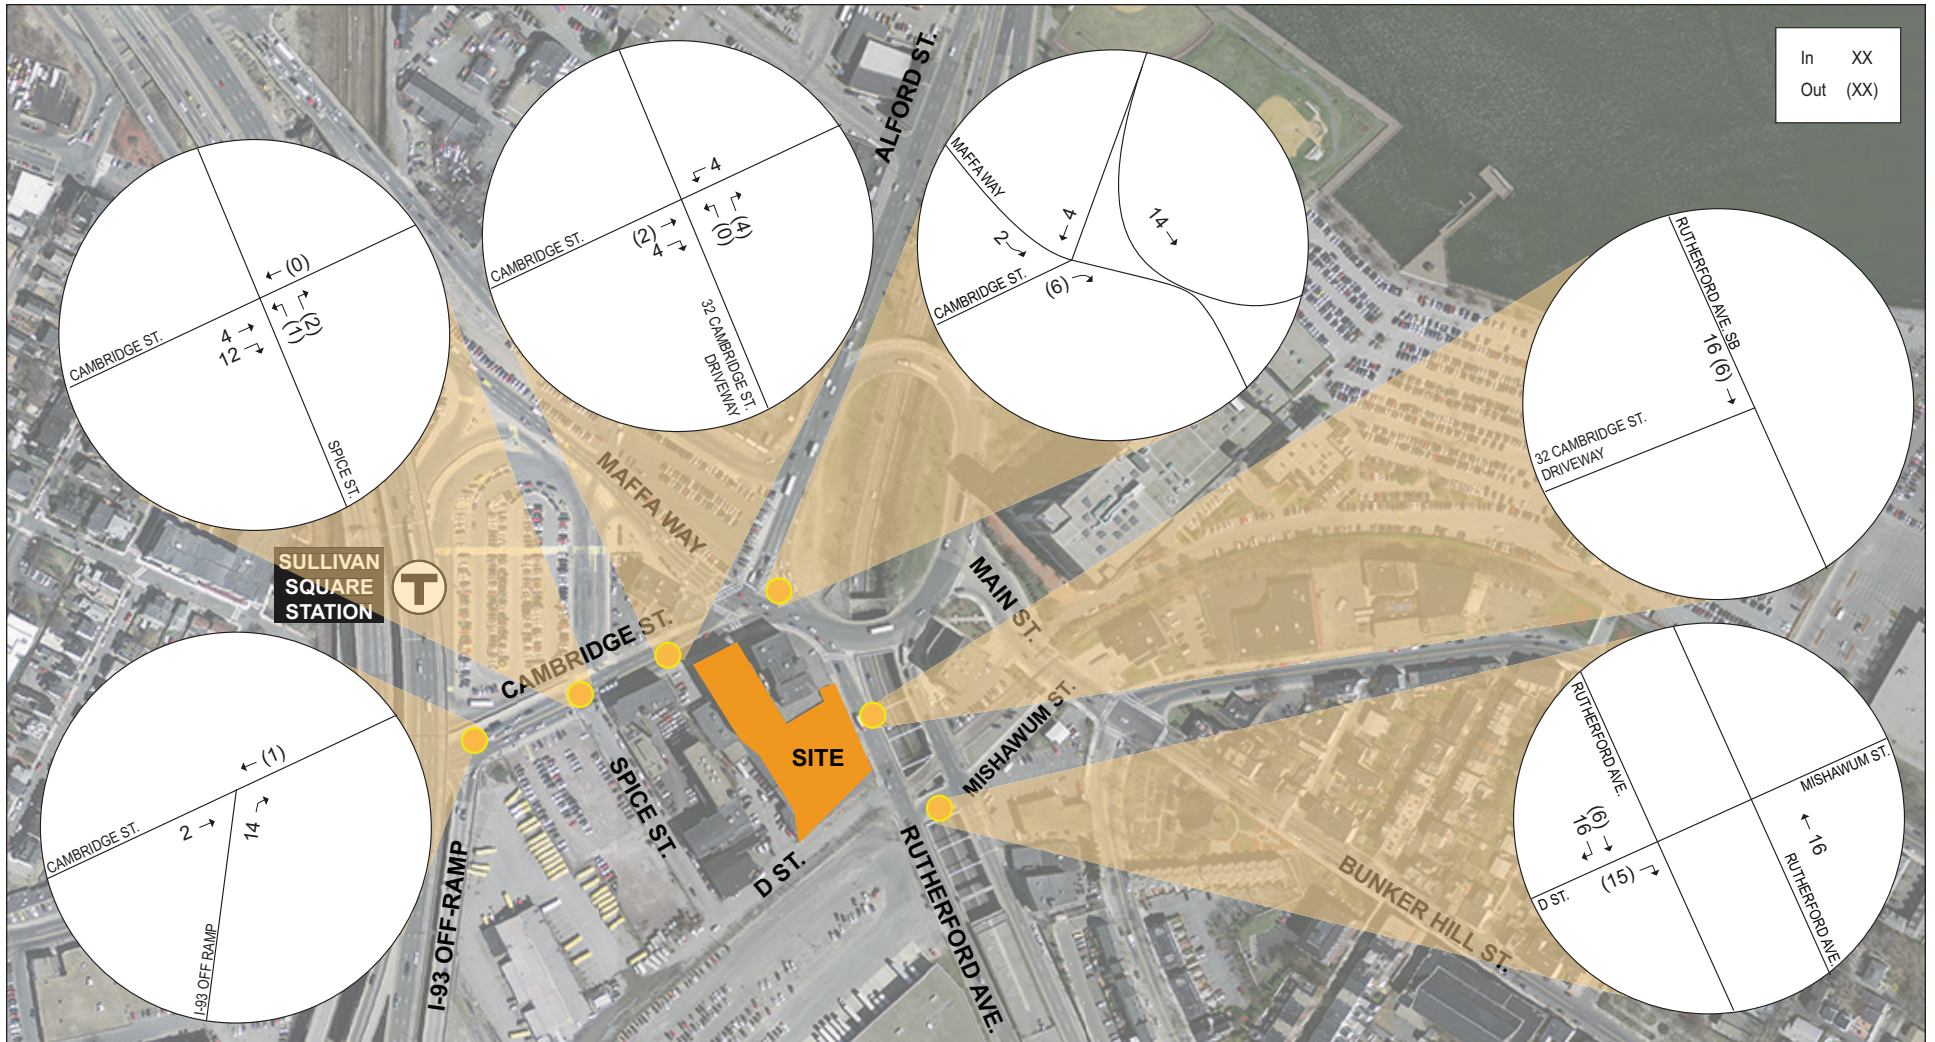 In XX
Out (XX)
ALFORD ST.
MAFFA WAY
CAMBRIDGE ST.
MAIN ST.
MISHAWUM ST.
SULLIVAN
SQUARE
STATION
T
SITE
SPICE ST.
D ST.
I-93 OFF-RAMP
RUTHERFORD AVE.
BUNKER HILL ST.
CAMBRIDGE ST.
SPICE ST.
(0)
4
12
(1)
(2)
CAMBRIDGE ST.
32 CAMBRIDGE ST.
DRIVEWAY
4
(2)
4
(0)
(4)
MAFFA WAY
CAMBRIDGE ST.
2
4
14
(6)
RUTHERFORD AVE. SB
16 (6)
32 CAMBRIDGE ST.
DRIVEWAY
CAMBRIDGE ST.
I-93 OFF RAMP
(1)
2
14
RUTHERFORD AVE.
MISHAWUM ST.
D ST.
RUTHERFORD AVE.
16
(6)
(15)
16